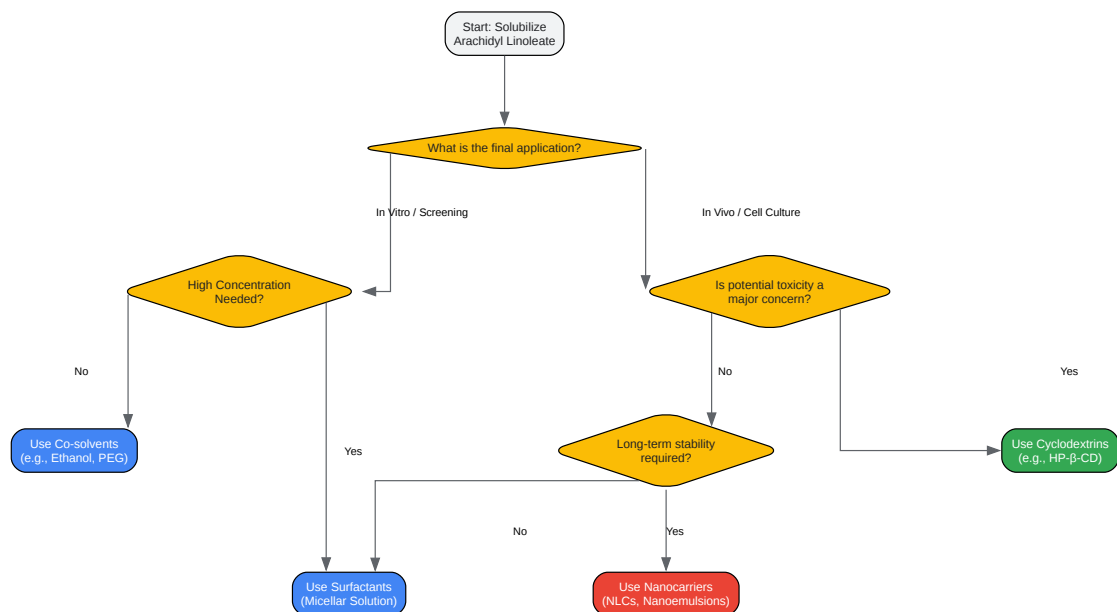 Start: Solubilize
Arachidyl Linoleate
What is the final application?
In Vitro / Screening
In Vivo / Cell Culture
High Concentration
Needed?
Is potential toxicity a
major concern?
No
No
Yes
Use Co-solvents
(e.g., Ethanol, PEG)
Yes
Long-term stability
required?
Use Cyclodextrins
(e.g., HP-β-CD)
No
Yes
Use Surfactants
(Micellar Solution)
Use Nanocarriers
(NLCs, Nanoemulsions)